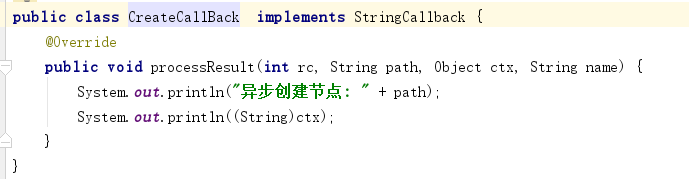 public class CreateCallBack  implements StringCallback {
    @Override
    public void processResult(int rc, String path, Object ctx, String name) {
        System.out.println("异步创建节点: " + path);
        System.out.println((String)ctx);
    }
}